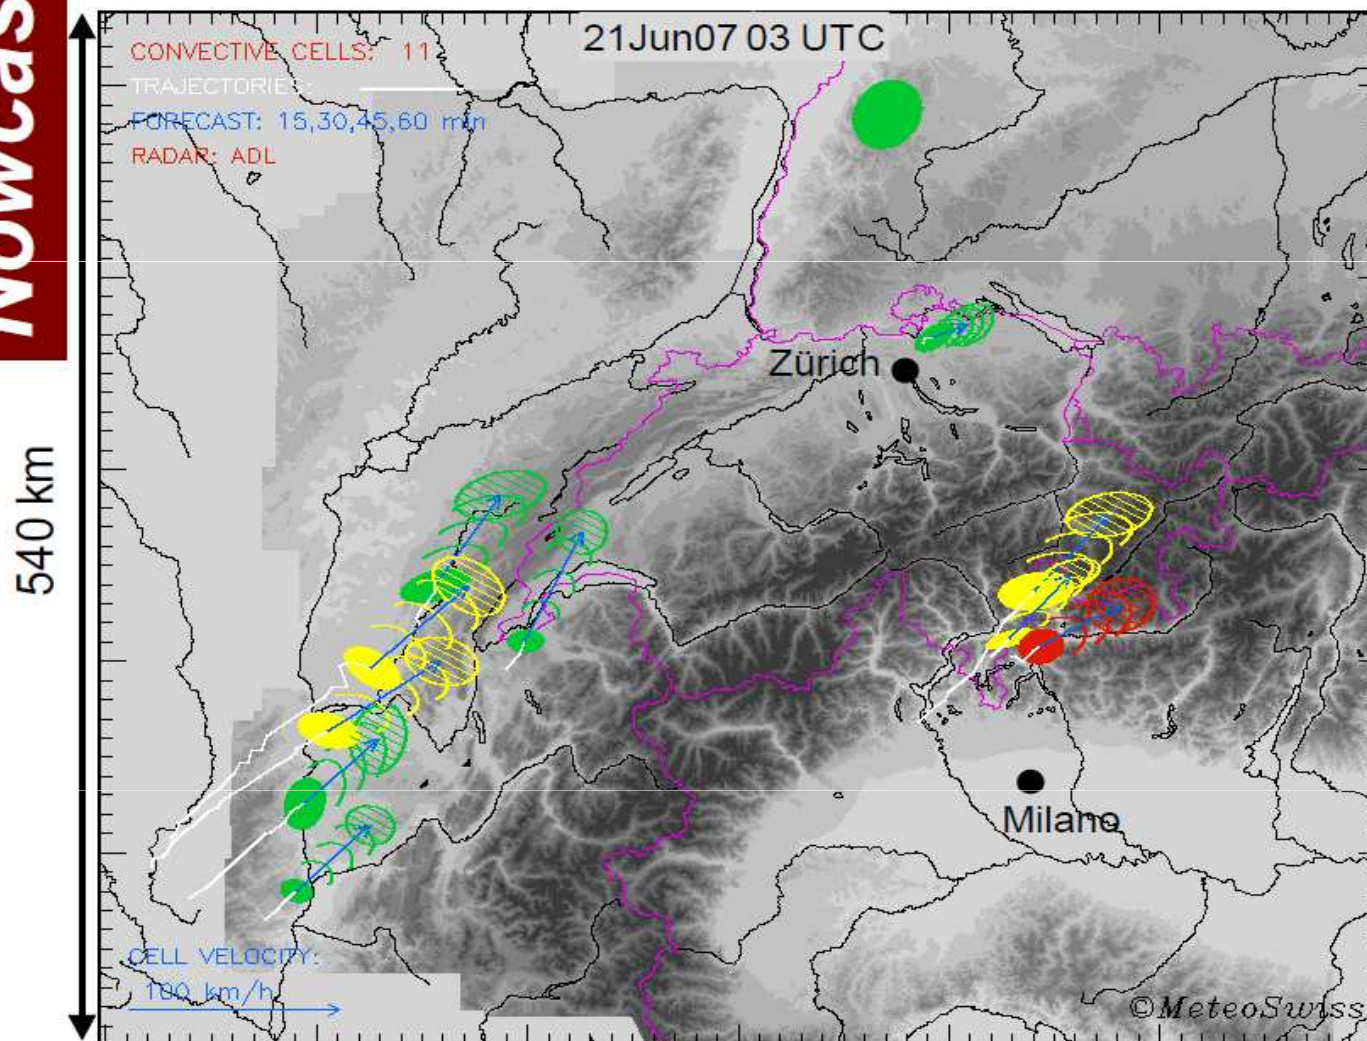 Nowcas
21Jun07 03 UTC
CONVECTIVE CELLS: 11
TRAJECTORIES:
FORECAST: 15,30,45,60 min
RADAR: ADL
Zürich
540 km
Milano
CELL VELOCITY:
100 km/h
©MeteoSwiss